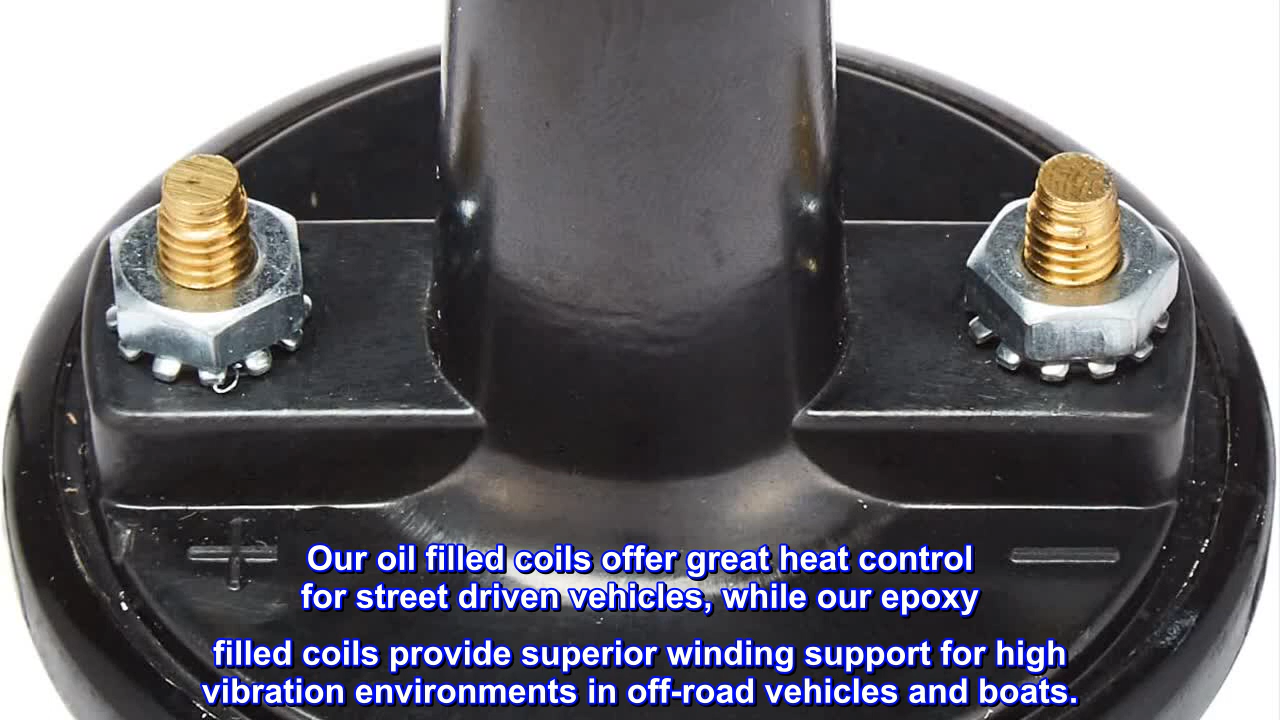 +
—
Our oil filled coils offer great heat control
for street driven vehicles, while our epoxy
filled coils provide superior winding support for high
vibration environments in off-road vehicles and boats.